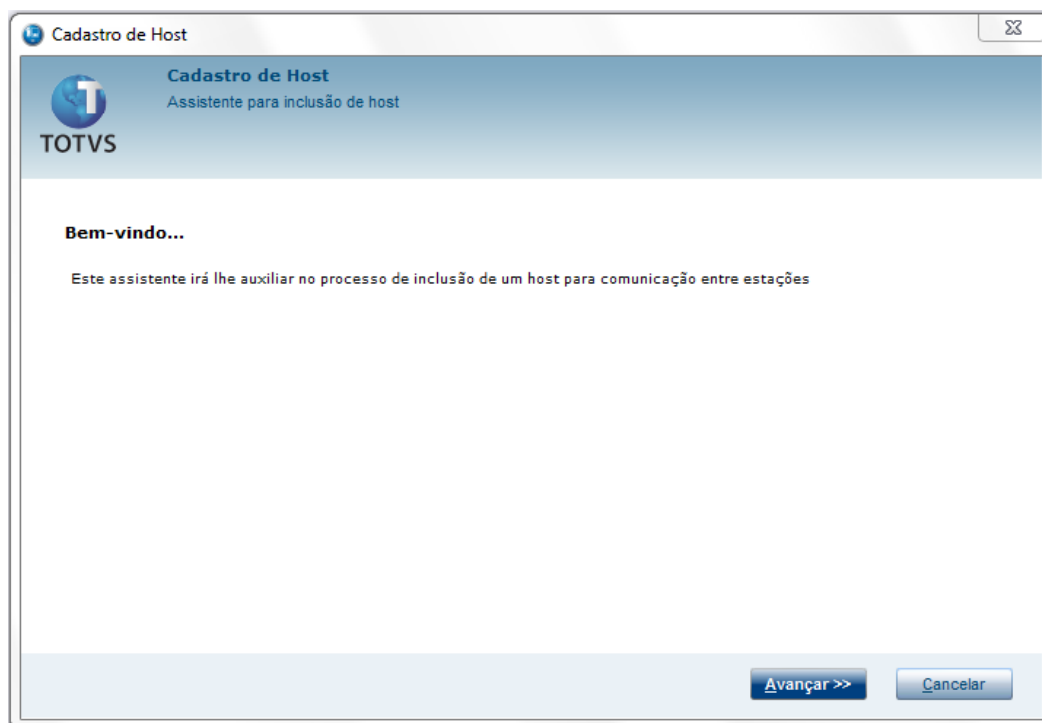 Cadastro de Host
Cadastro de Host
Assistente para inclusão de host
TOTVS
Bem-vindo...
Este assistente irá lhe auxiliar no processo de inclusão de um host para comunicação entre estações
Avançar >>
Cancelar